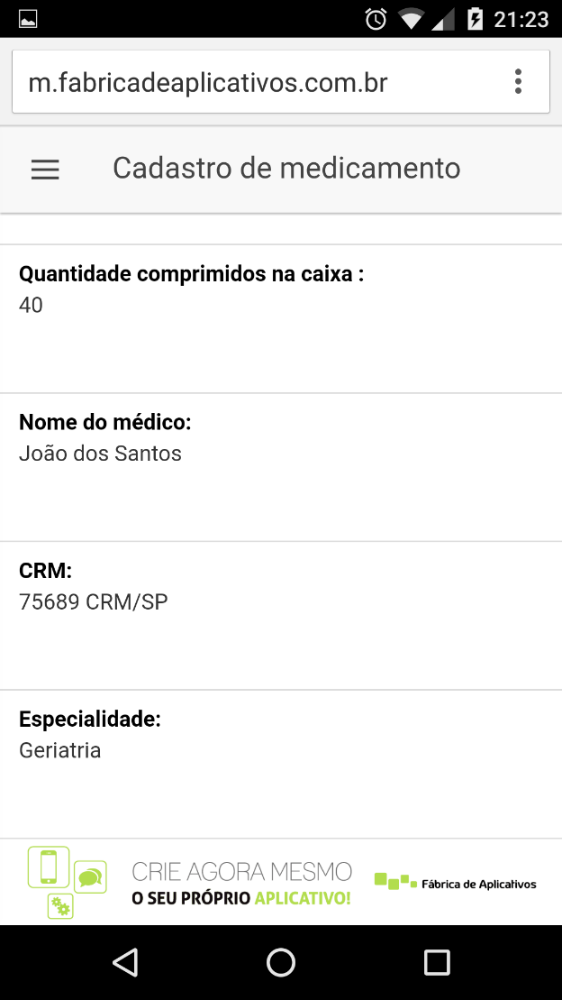 21:23
m.fabricadeaplicativos.com.br
Cadastro de medicamento
Quantidade comprimidos na caixa :
40
Nome do médico:
João dos Santos
CRM:
75689 CRM/SP
Especialidade:
Geriatria
CRIE AGORA MESMO
O SEU PRÓPRIO APLICATIVO!
Fábrica de Aplicativos